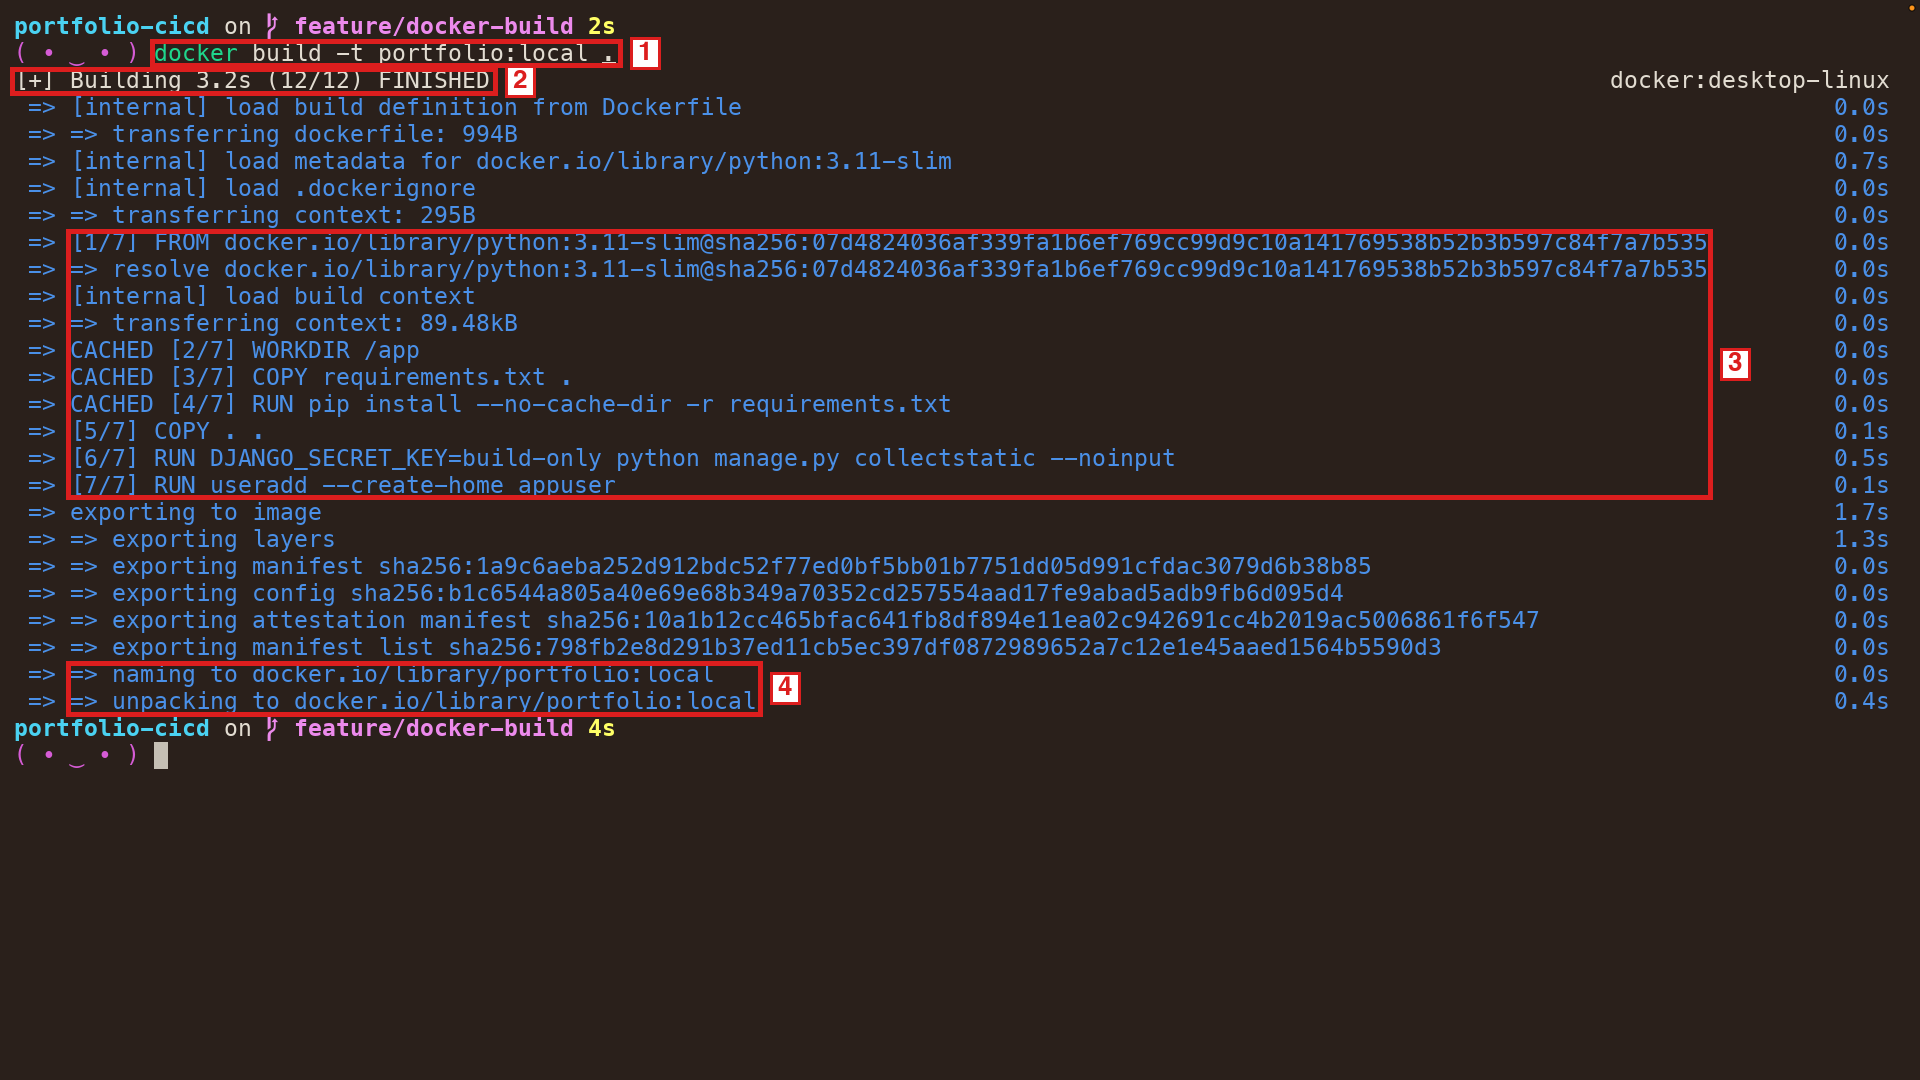 portfolio-cicd on feature/docker-build 2s
( • ‿ • ) docker build -t portfolio:local . 1
[+] Building 3.2s (12/12) FINISHED 2 docker:desktop-linux
=> [internal] load build definition from Dockerfile 0.0s
=> => transferring dockerfile: 994B 0.0s
=> [internal] load metadata for docker.io/library/python:3.11-slim 0.7s
=> [internal] load .dockerignore 0.0s
=> => transferring context: 295B 0.0s
=> [1/7] FROM docker.io/library/python:3.11-slim@sha256:07d4824036af339fa1b6ef769cc99d9c10a141769538b52b3b597c84f7a7b535 0.0s
=> => resolve docker.io/library/python:3.11-slim@sha256:07d4824036af339fa1b6ef769cc99d9c10a141769538b52b3b597c84f7a7b535 0.0s
=> [internal] load build context 0.0s
=> => transferring context: 89.48kB 0.0s
=> CACHED [2/7] WORKDIR /app 0.0s
3
=> CACHED [3/7] COPY requirements.txt . 0.0s
=> CACHED [4/7] RUN pip install --no-cache-dir -r requirements.txt 0.0s
=> [5/7] COPY . . 0.1s
=> [6/7] RUN DJANGO_SECRET_KEY=build-only python manage.py collectstatic --noinput 0.5s
=> [7/7] RUN useradd --create-home appuser 0.1s
=> exporting to image 1.7s
=> => exporting layers 1.3s
=> => exporting manifest sha256:1a9c6aeba252d912bdc52f77ed0bf5bb01b7751dd05d991cfdac3079d6b38b85 0.0s
=> => exporting config sha256:b1c6544a805a40e69e68b349a70352cd257554aad17fe9abad5adb9fb6d095d4 0.0s
=> => exporting attestation manifest sha256:10a1b12cc465bfac641fb8df894e11ea02c942691cc4b2019ac5006861f6f547 0.0s
=> => exporting manifest list sha256:798fb2e8d291b37ed11cb5ec397df0872989652a7c12e1e45aaed1564b5590d3 0.0s
=> => naming to docker.io/library/portfolio:local 0.0s
4
=> => unpacking to docker.io/library/portfolio:local 0.4s
portfolio-cicd on feature/docker-build 4s
( • ‿ • )